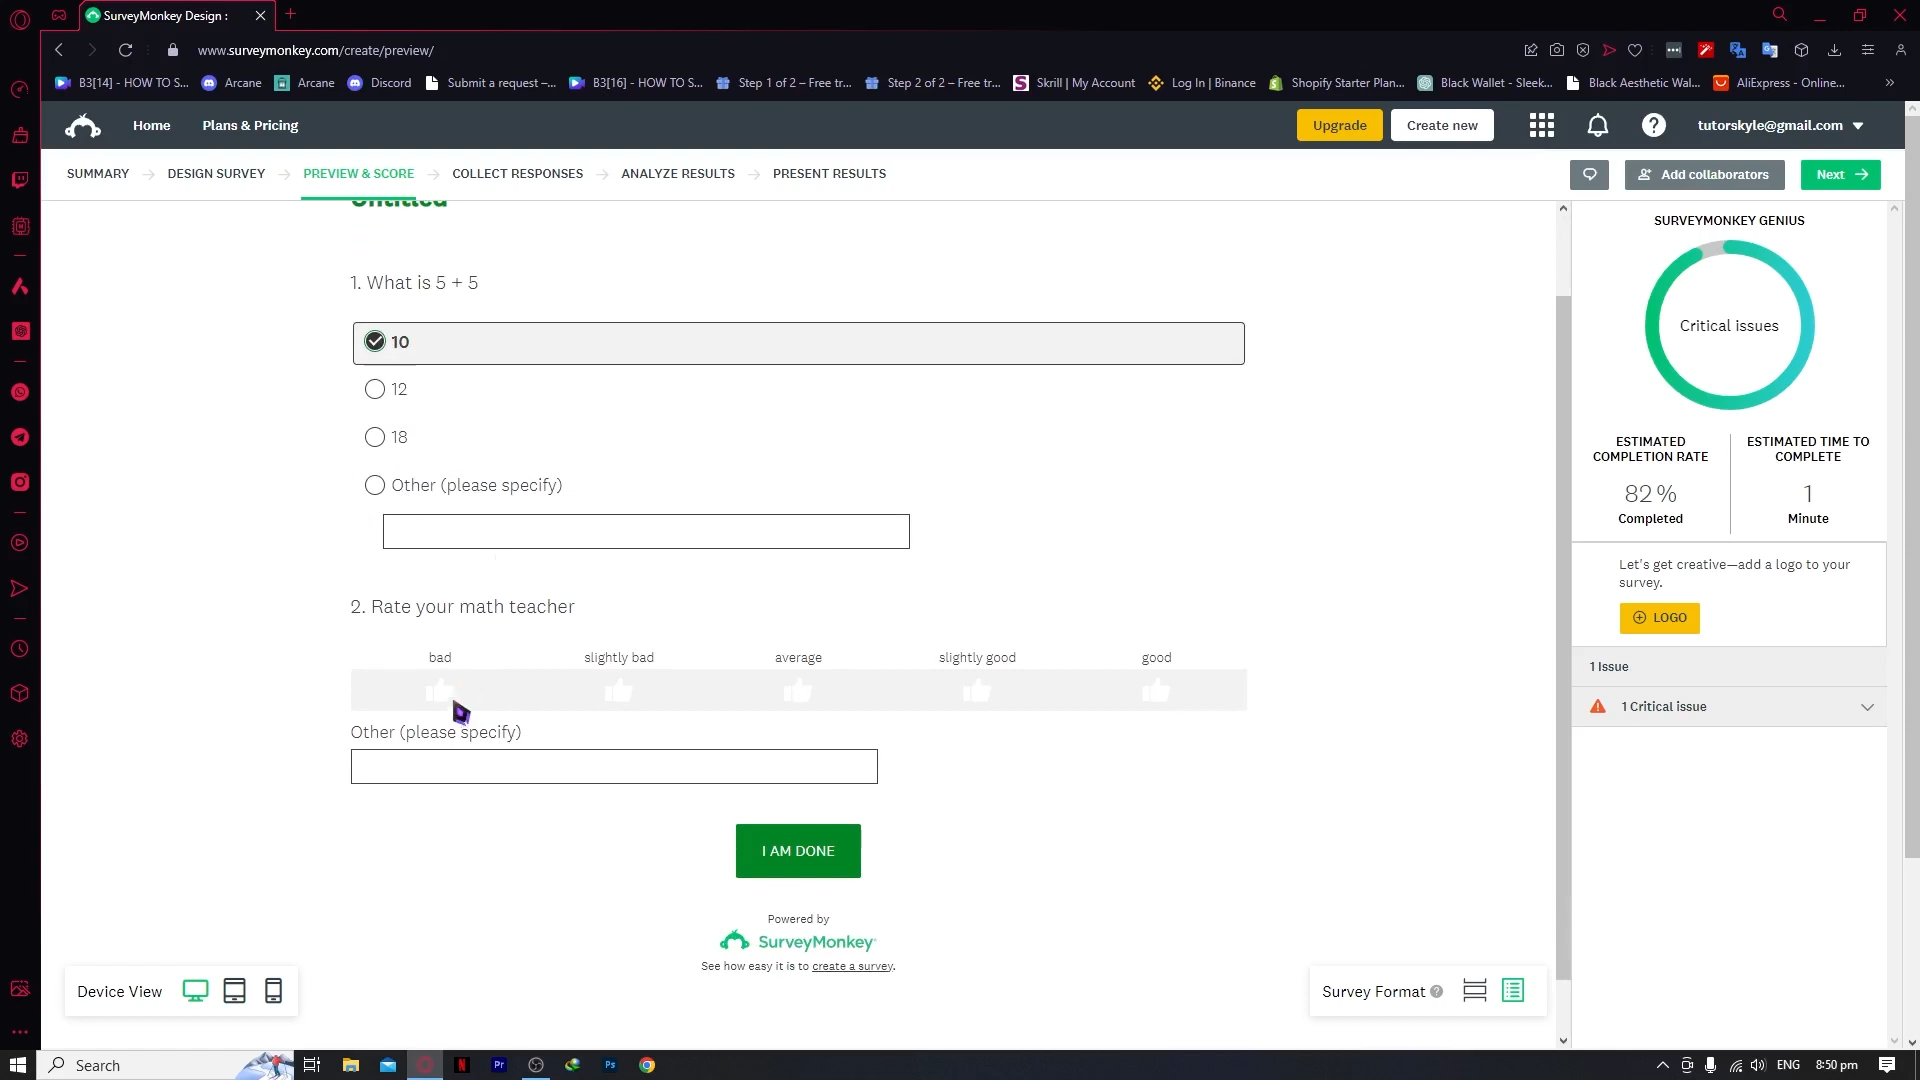 SurveyMonkey Design :
www.surveymonkey.com/create/preview/
B3[14] - HOW TO S...
Arcane
Arcane
Discord
Submit a request –...
B3[16] - HOW TO S...
Step 1 of 2 – Free tr...
Step 2 of 2 – Free tr...
Skrill | My Account
Log In | Binance
Shopify Starter Plan...
Black Wallet - Sleek...
Black Aesthetic Wal...
AliExpress - Online...
Home
Plans & Pricing
Upgrade
Create new
tutorskyle@gmail.com
SUMMARY
DESIGN SURVEY
PREVIEW & SCORE
COLLECT RESPONSES
ANALYZE RESULTS
PRESENT RESULTS
Add collaborators
Next
Untitled
1. What is 5 + 5
10
12
18
Other (please specify)
2. Rate your math teacher
bad
slightly bad
average
slightly good
good
Other (please specify)
I AM DONE
Powered by
SurveyMonkey
See how easy it is to create a survey.
Device View
Survey Format
SURVEYMONKEY GENIUS
Critical issues
ESTIMATED
COMPLETION RATE
82 %
Completed
ESTIMATED TIME TO
COMPLETE
1
Minute
Let's get creative—add a logo to your
survey.
LOGO
1 Issue
1 Critical issue
Search
ENG
8:50 pm